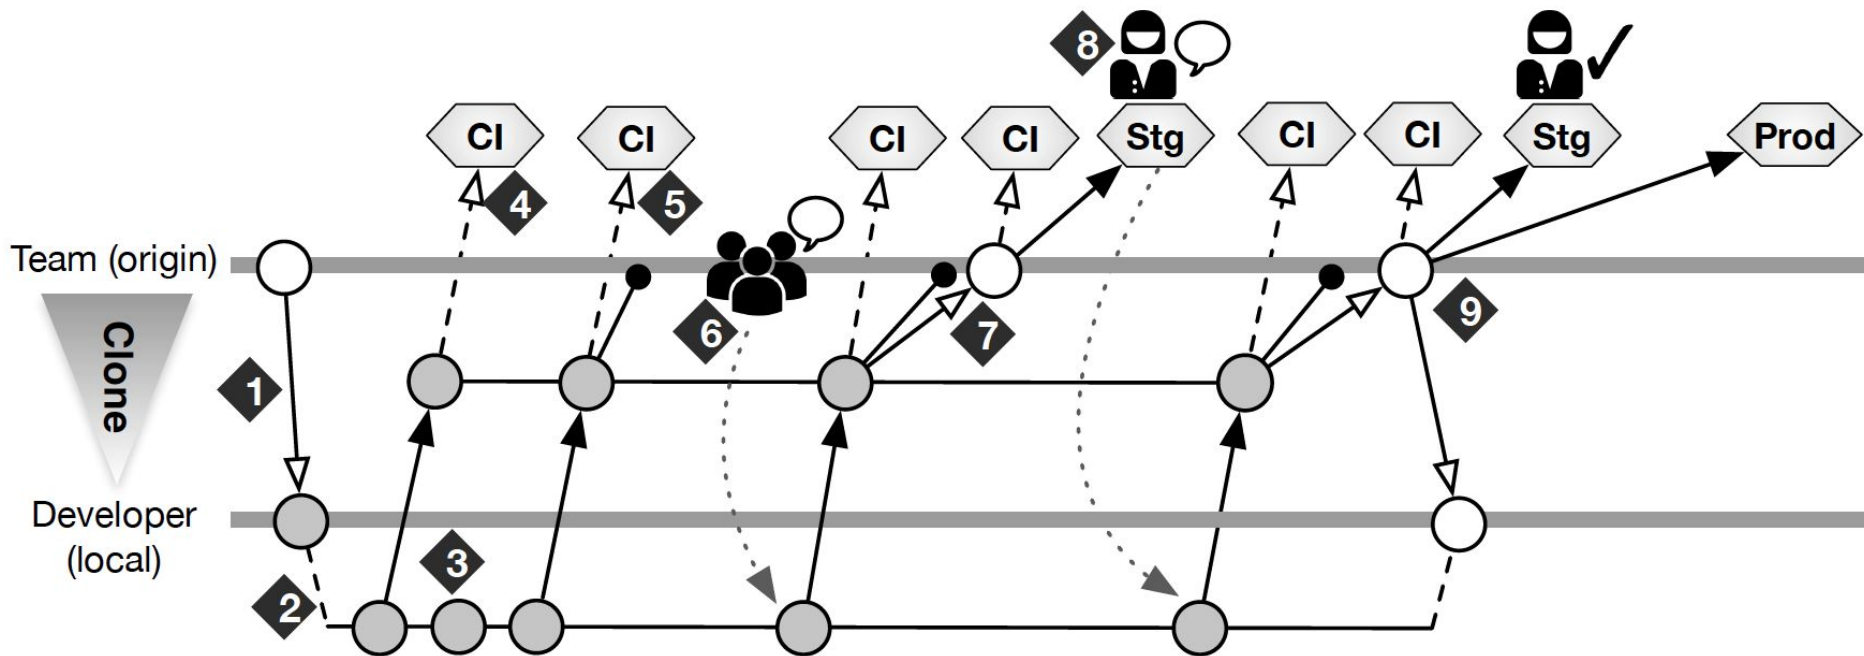 8
CI
CI
CI
CI
Stg
CI
CI
Stg
Prod
4
5
Team (origin)
6
7
9
Clone
1
Developer
(local)
3
2